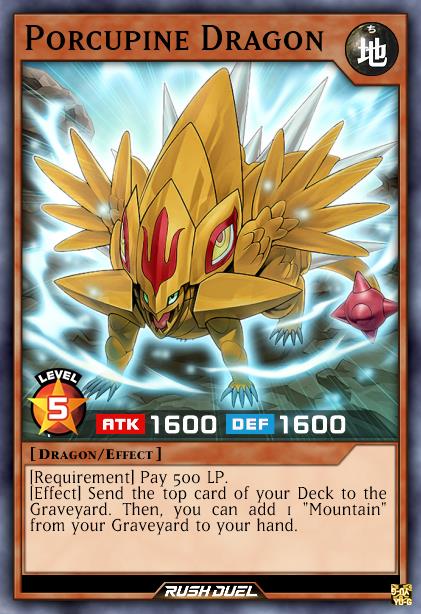 PORCUPINE DRAGON
ち
地
LEVEL
5
ATK 1600 DEF 1600
[DRAGON/EFFECT]
[Requirement] Pay 500 LP.
[Effect] Send the top card of your Deck to the
Graveyard. Then, you can add 1 "Mountain"
from your Graveyard to your hand.
RUSH DUEL